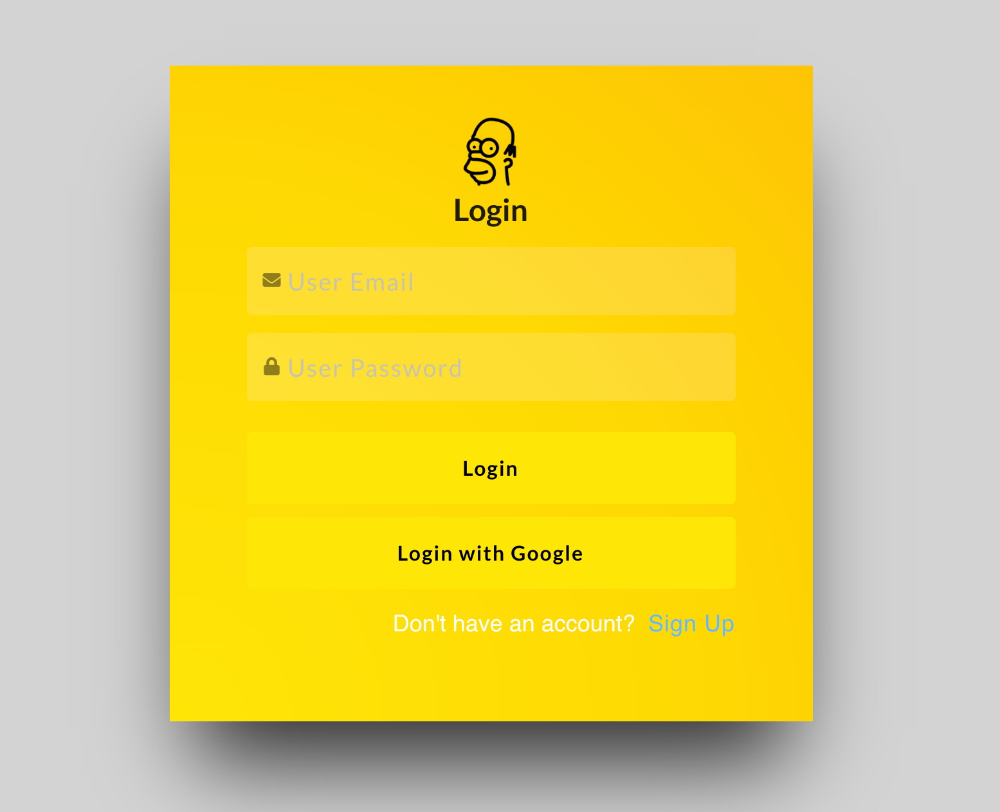 Login
User Email
User Password
Login
Login with Google
Don't have an account? Sign Up